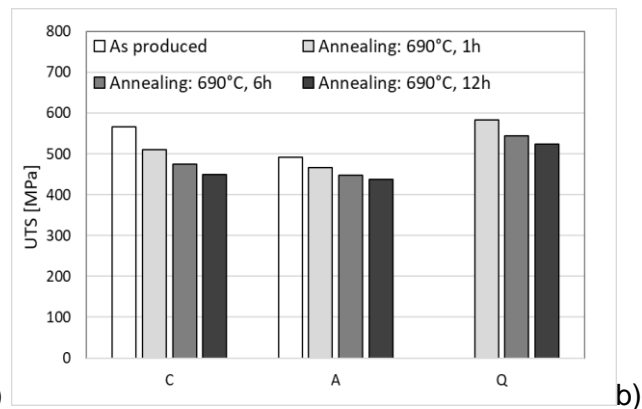 800
700
600
500
400
300
200
100
0
UTS [MPa]
As produced
Annealing: 690°C, 1h
Annealing: 690°C, 6h
Annealing: 690°C, 12h
C
A
Q
)
b)